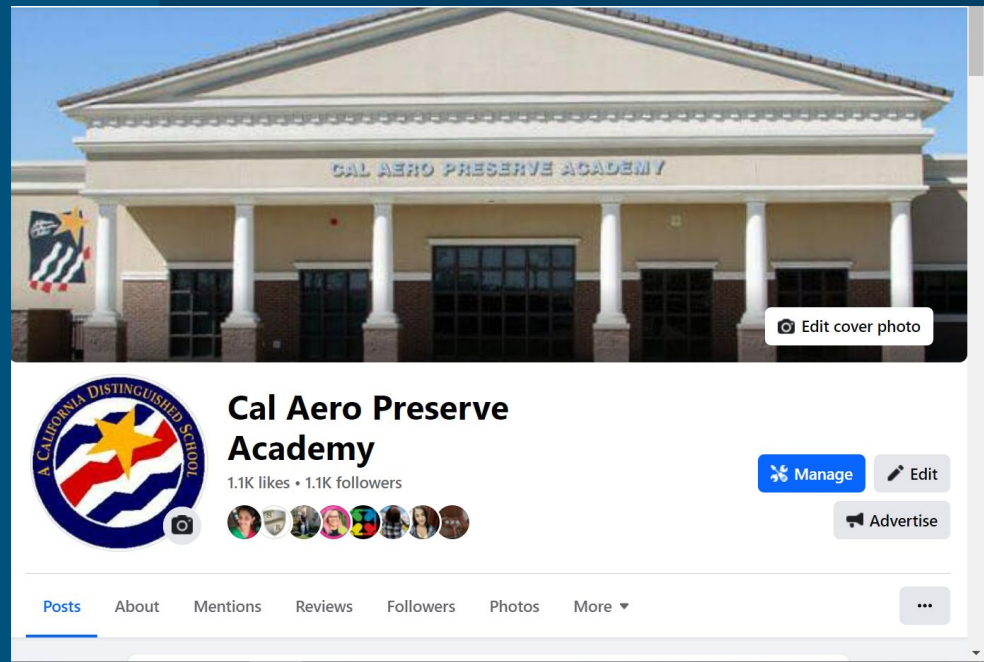 CAL AERO PRESERVE ACADEMY
Edit cover photo
A CALIFORNIA DISTINGUISHED SCHOOL
Cal Aero Preserve
Academy
1.1K likes • 1.1K followers
Manage
Edit
Advertise
Posts About Mentions Reviews Followers Photos More